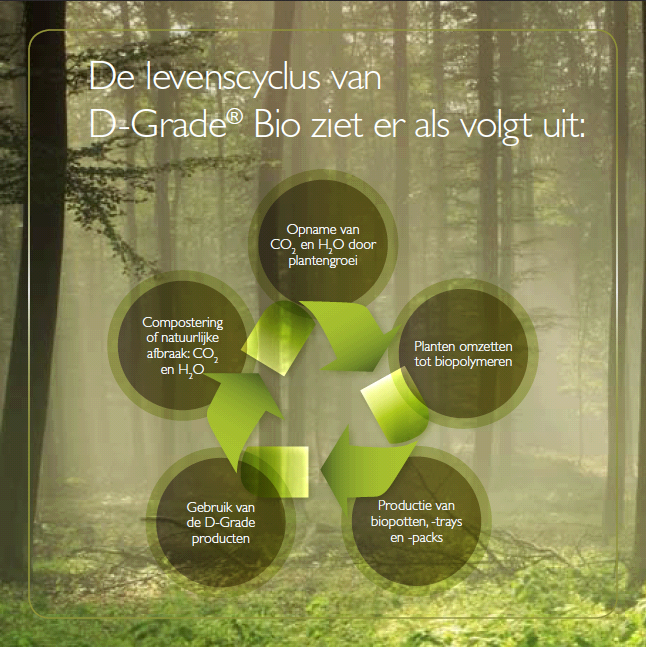 De levenscyclus van
D-Grade® Bio ziet er als volgt uit:
Opname van
CO₂ en H₂O door
plantengroei
Planten omzetten
tot biopolymeren
Productie van
biopotten, -trays
en -packs
Gebruik van
de D-Grade
producten
Compostering
of natuurlijke
afbraak: CO₂
en H₂O